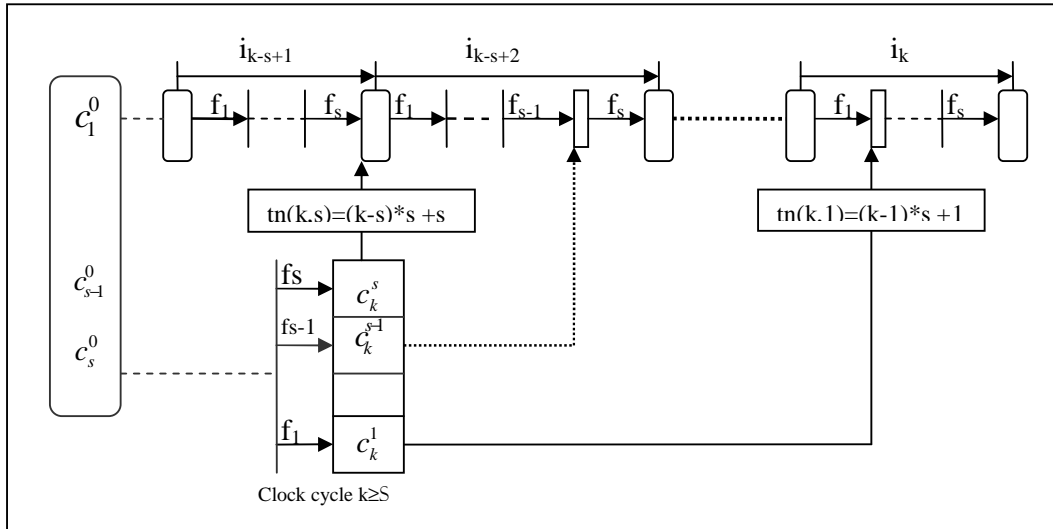 i_{k-s+1} i_{k-s+2} i_k
c_1^0 f_1 f_s f_1 f_{s-1} f_s f_1 f_s
tn(k,s)=(k-s)*s +s tn(k,1)=(k-1)*s +1
c_{s-1}^0 fs c_k^s
fs-1 c_k^{s-1}
c_s^0
f_1 c_k^1
Clock cycle k≥S